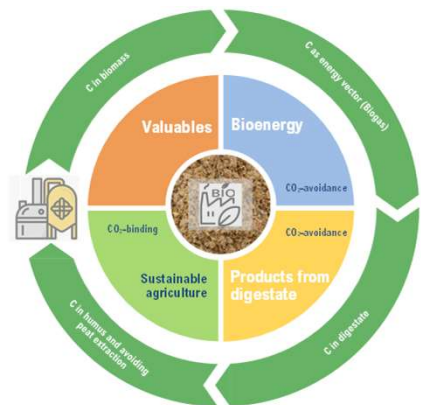 C in biomass
C as energy vector (Biogas)
Valuables
Bioenergy
BIO
CO₂-avoidance
CO₂-binding
CO₂-avoidance
Sustainable
agriculture
Products from
digestate
C in humus and avoiding
peat extraction
C in digestate